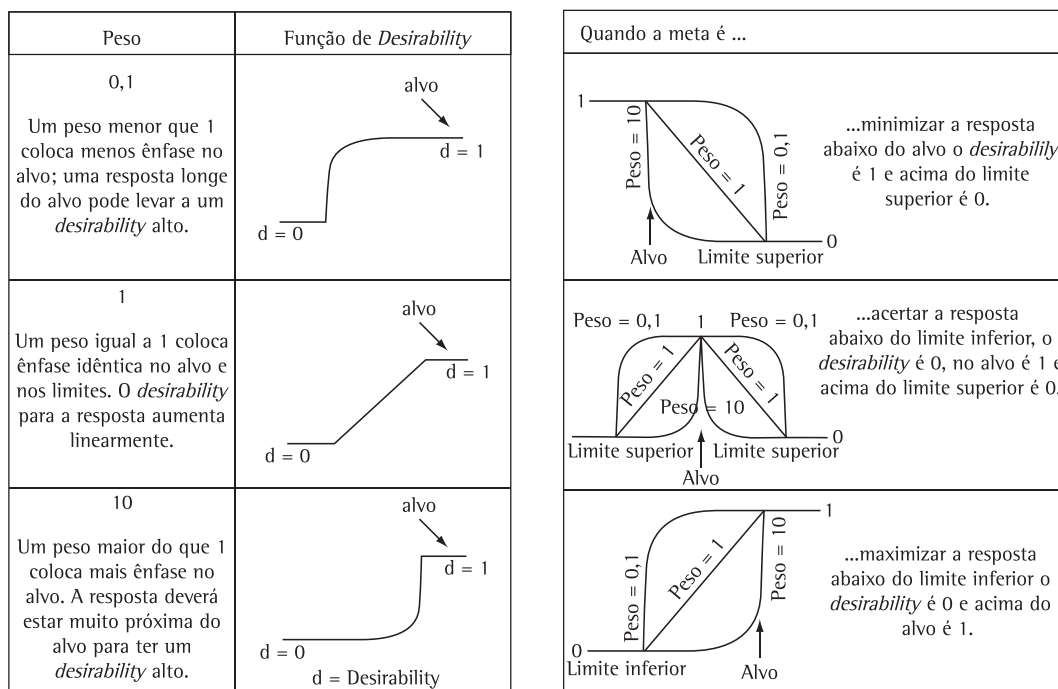 Peso
Função de Desirability
0,1
Um peso menor que 1
coloca menos ênfase no
alvo; uma resposta longe
do alvo pode levar a um
desirability alto.
alvo
d = 1
d = 0
1
Um peso igual a 1 coloca
ênfase idêntica no alvo e
nos limites. O desirability
para a resposta aumenta
linearmente.
alvo
d = 1
d = 0
10
Um peso maior do que 1
coloca mais ênfase no
alvo. A resposta deverá
estar muito próxima do
alvo para ter um
desirability alto.
alvo
d = 1
d = 0
d = Desirability
Quando a meta é ...
1
Peso = 10
Peso = 1
Peso = 0,1
0
Alvo
Limite superior
...minimizar a resposta
abaixo do alvo o desirability
é 1 e acima do limite
superior é 0.
Peso = 0,1
1
Peso = 0,1
Peso = 1
Peso = 1
Peso = 10
0
Limite superior
Limite superior
Alvo
...acertar a resposta
abaixo do limite inferior, o
desirability é 0, no alvo é 1 e
acima do limite superior é 0.
1
Peso = 0,1
Peso = 1
Peso = 10
0
Limite inferior
Alvo
...maximizar a resposta
abaixo do limite inferior o
desirability é 0 e acima do
alvo é 1.